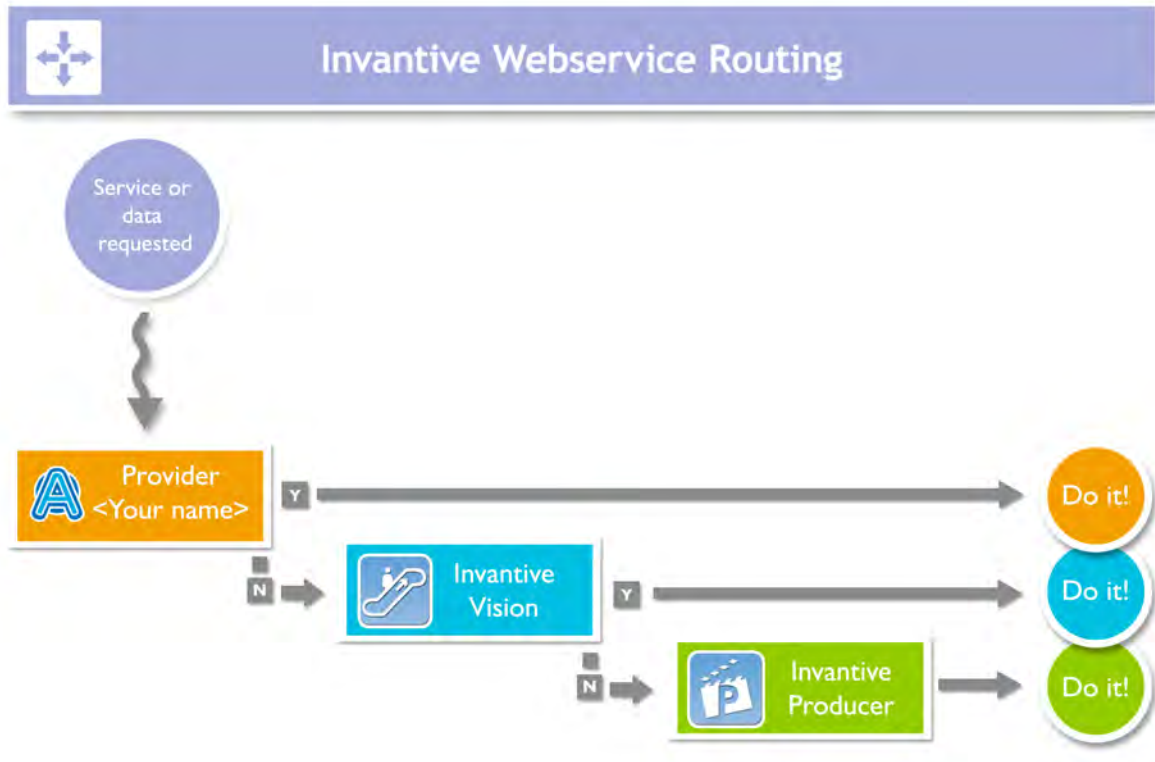 Invantive Webservice Routing
Service or
data
requested
A
Provider
<Your name>
Y
Do it!
N
Invantive
Vision
Y
Do it!
N
P
Invantive
Producer
Do it!